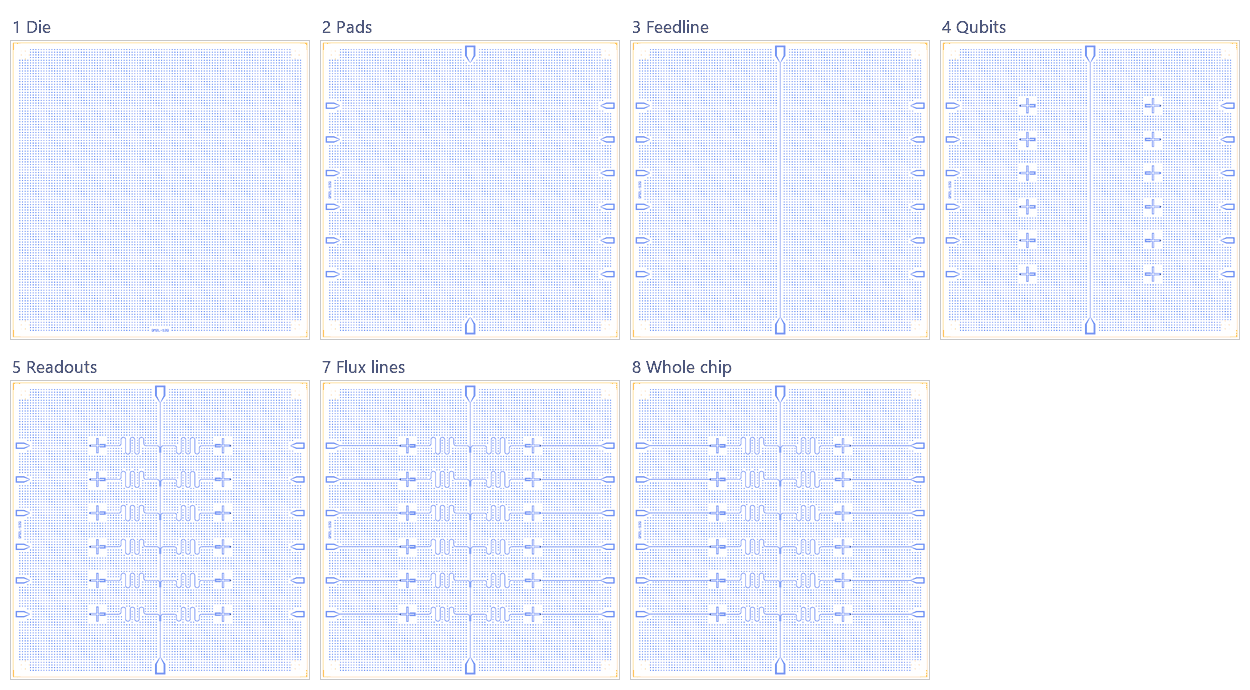 1 Die
2 Pads
3 Feedline
4 Qubits
5 Readouts
7 Flux lines
8 Whole chip